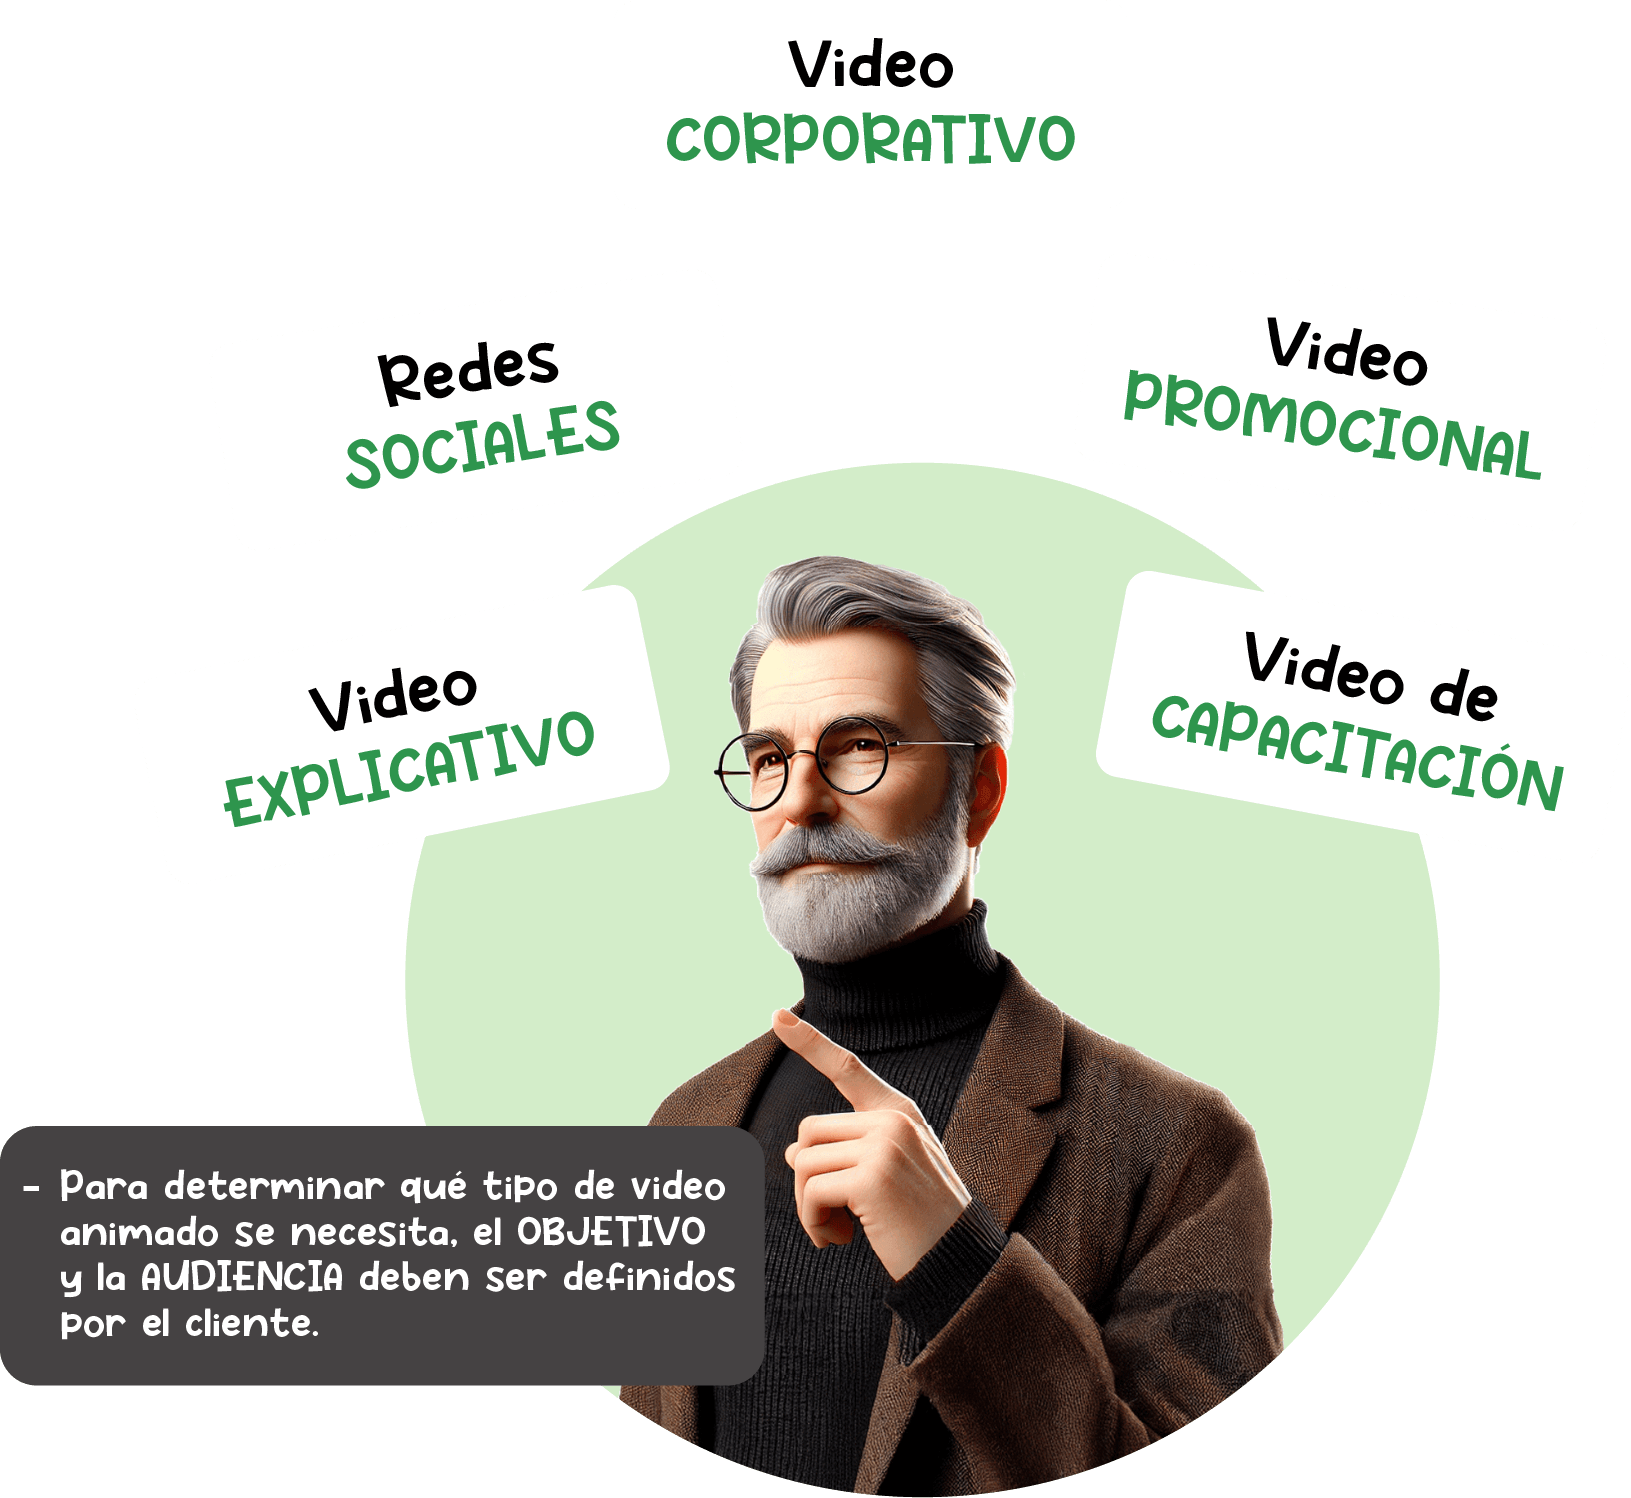 Video
CORPORATIVO
Redes
SOCIALES
Video
PROMOCIONAL
Video
EXPLICATIVO
Video de
CAPACITACIÓN
- Para determinar qué tipo de video
animado se necesita, el OBJETIVO
y la AUDIENCIA deben ser definidos
por el cliente.